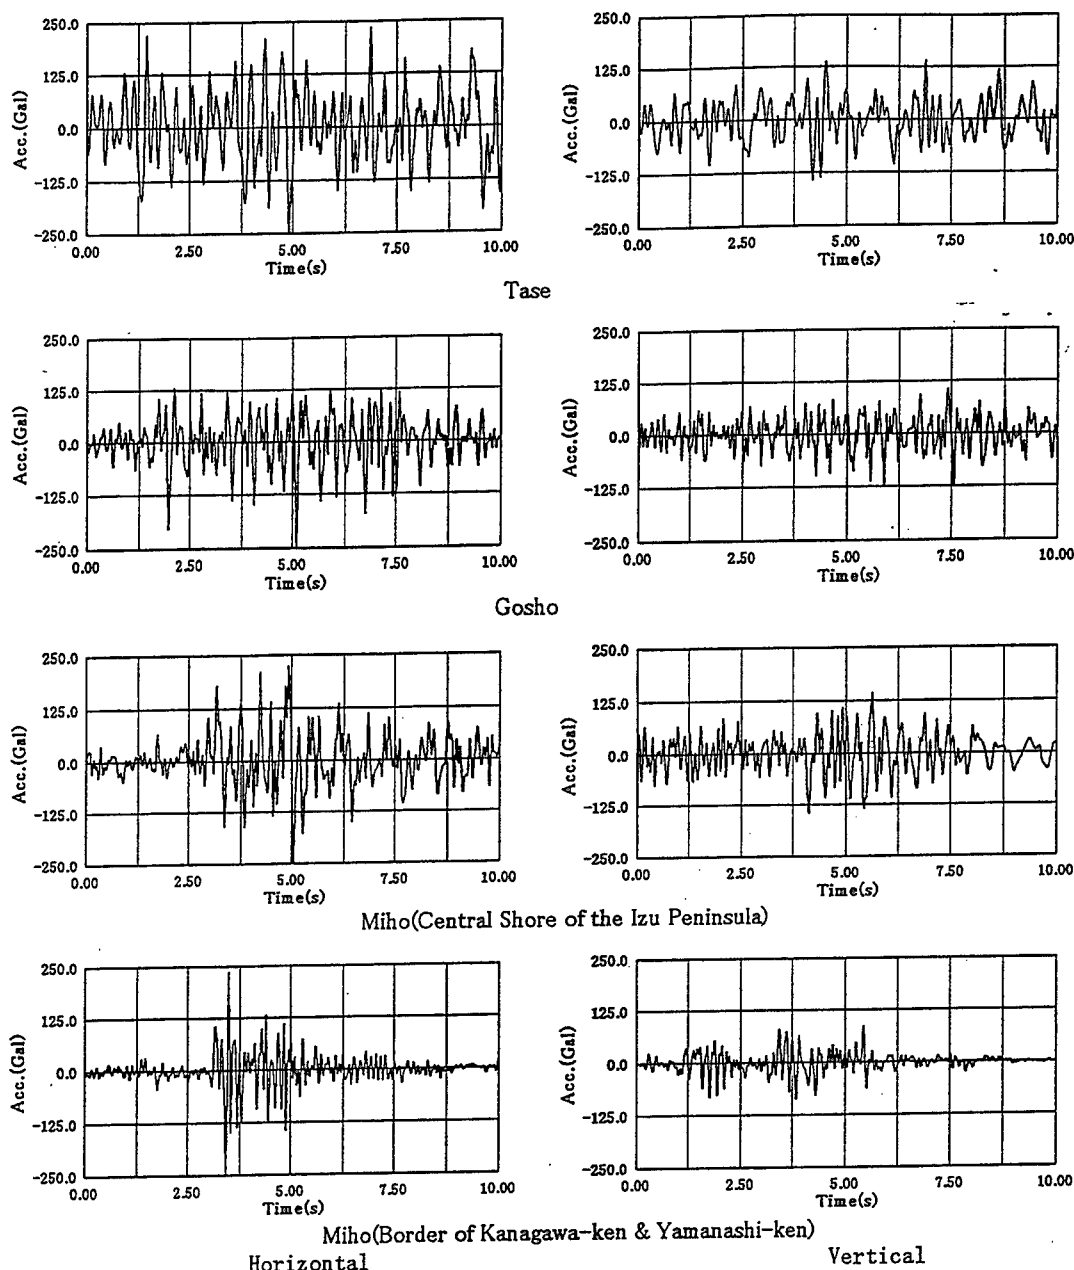 250.0
125.0
0.0
-125.0
-250.0
Acc.(Gal)
0.00 2.50 5.00 7.50 10.00
Time(s)
250.0
125.0
0.0
-125.0
-250.0
Acc.(Gal)
0.00 2.50 5.00 7.50 10.00
Time(s)
Tase
250.0
125.0
0.0
-125.0
-250.0
Acc.(Gal)
0.00 2.50 5.00 7.50 10.00
Time(s)
250.0
125.0
0.0
-125.0
-250.0
Acc.(Gal)
0.00 2.50 5.00 7.50 10.00
Time(s)
Gosho
250.0
125.0
0.0
-125.0
-250.0
Acc.(Gal)
0.00 2.50 5.00 7.50 10.00
Time(s)
250.0
125.0
0.0
-125.0
-250.0
Acc.(Gal)
0.00 2.50 5.00 7.50 10.00
Time(s)
Miho(Central Shore of the Izu Peninsula)
250.0
125.0
0.0
-125.0
-250.0
Acc.(Gal)
0.00 2.50 5.00 7.50 10.00
Time(s)
250.0
125.0
0.0
-125.0
-250.0
Acc.(Gal)
0.00 2.50 5.00 7.50 10.00
Time(s)
Miho(Border of Kanagawa-ken & Yamanashi-ken)
Horizontal Vertical